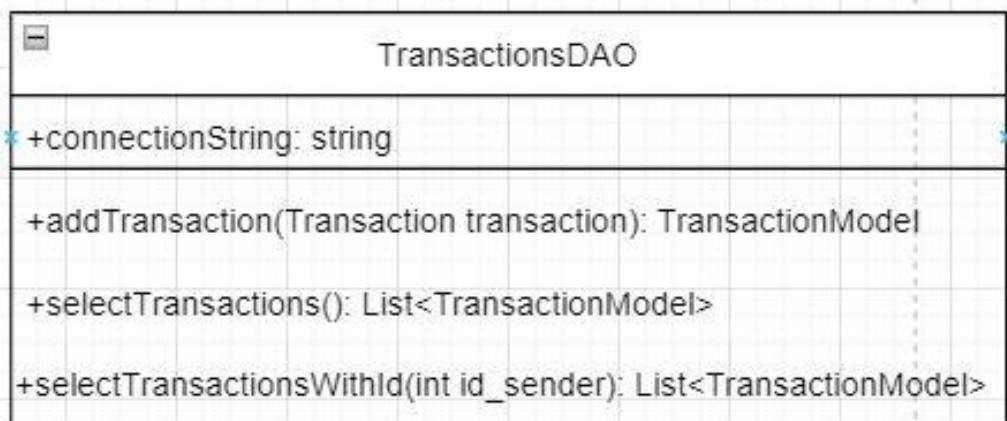 TransactionsDAO
+connectionString: string
+addTransaction(Transaction transaction): TransactionModel
+selectTransactions(): List<TransactionModel>
+selectTransactionsWithId(int id_sender): List<TransactionModel>